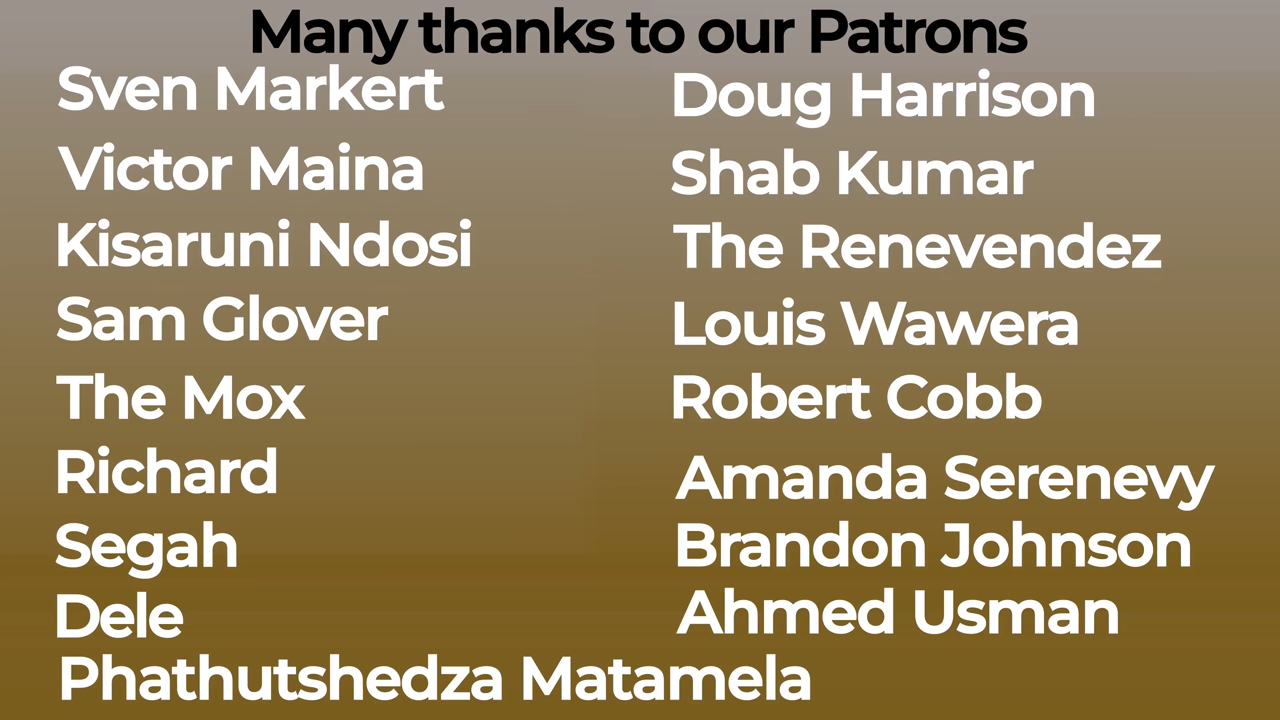 Many thanks to our Patrons
Sven Markert
Victor Maina
Kisaruni Ndosi
Sam Glover
The Mox
Richard
Segah
Dele
Phathutshedza Matamela
Doug Harrison
Shab Kumar
The Renevendez
Louis Wawera
Robert Cobb
Amanda Serenevy
Brandon Johnson
Ahmed Usman